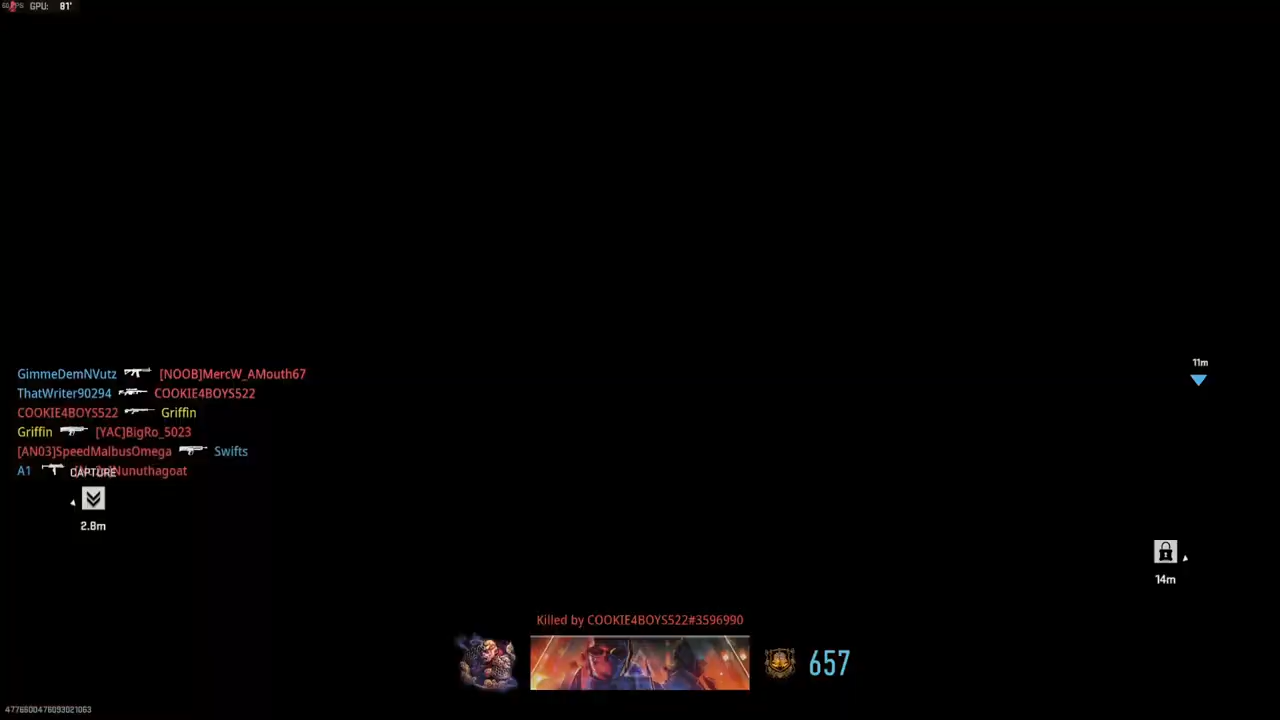 GPU: 81°
11m
GimmeDemNVutz [NOOB]MercW_AMouth67
ThatWriter90294 COOKIE4BOYS522
COOKIE4BOYS522 Griffin
Griffin [YAC]BigRo_5023
[AN03]SpeedMalbusOmega Swifts
A1 Nunuthagoat
CAPTURE
2.8m
14m
Killed by COOKIE4BOYS522#3596990
657